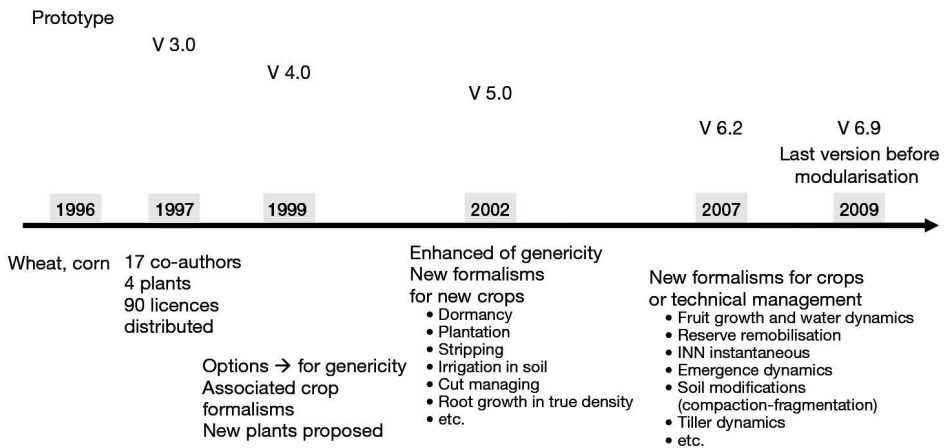 Prototype
V 3.0
V 4.0
V 5.0
V 6.2
V 6.9
Last version before
modularisation
1996
1997
1999
2002
2007
2009
Wheat, corn
17 co-authors
4 plants
90 licences
distributed
Options → for genericity
Associated crop
formalisms
New plants proposed
Enhanced of genericity
New formalisms
for new crops
• Dormancy
• Plantation
• Stripping
• Irrigation in soil
• Cut managing
• Root growth in true density
• etc.
New formalisms for crops
or technical management
• Fruit growth and water dynamics
• Reserve remobilisation
• INN instantaneous
• Emergence dynamics
• Soil modifications
(compaction-fragmentation)
• Tiller dynamics
• etc.